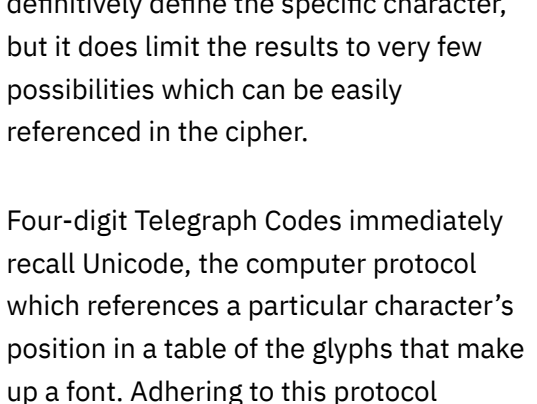 definitively define the specific character,
but it does limit the results to very few
possibilities which can be easily
referenced in the cipher.
Four-digit Telegraph Codes immediately
recall Unicode, the computer protocol
which references a particular character’s
position in a table of the glyphs that make
up a font. Adhering to this protocol